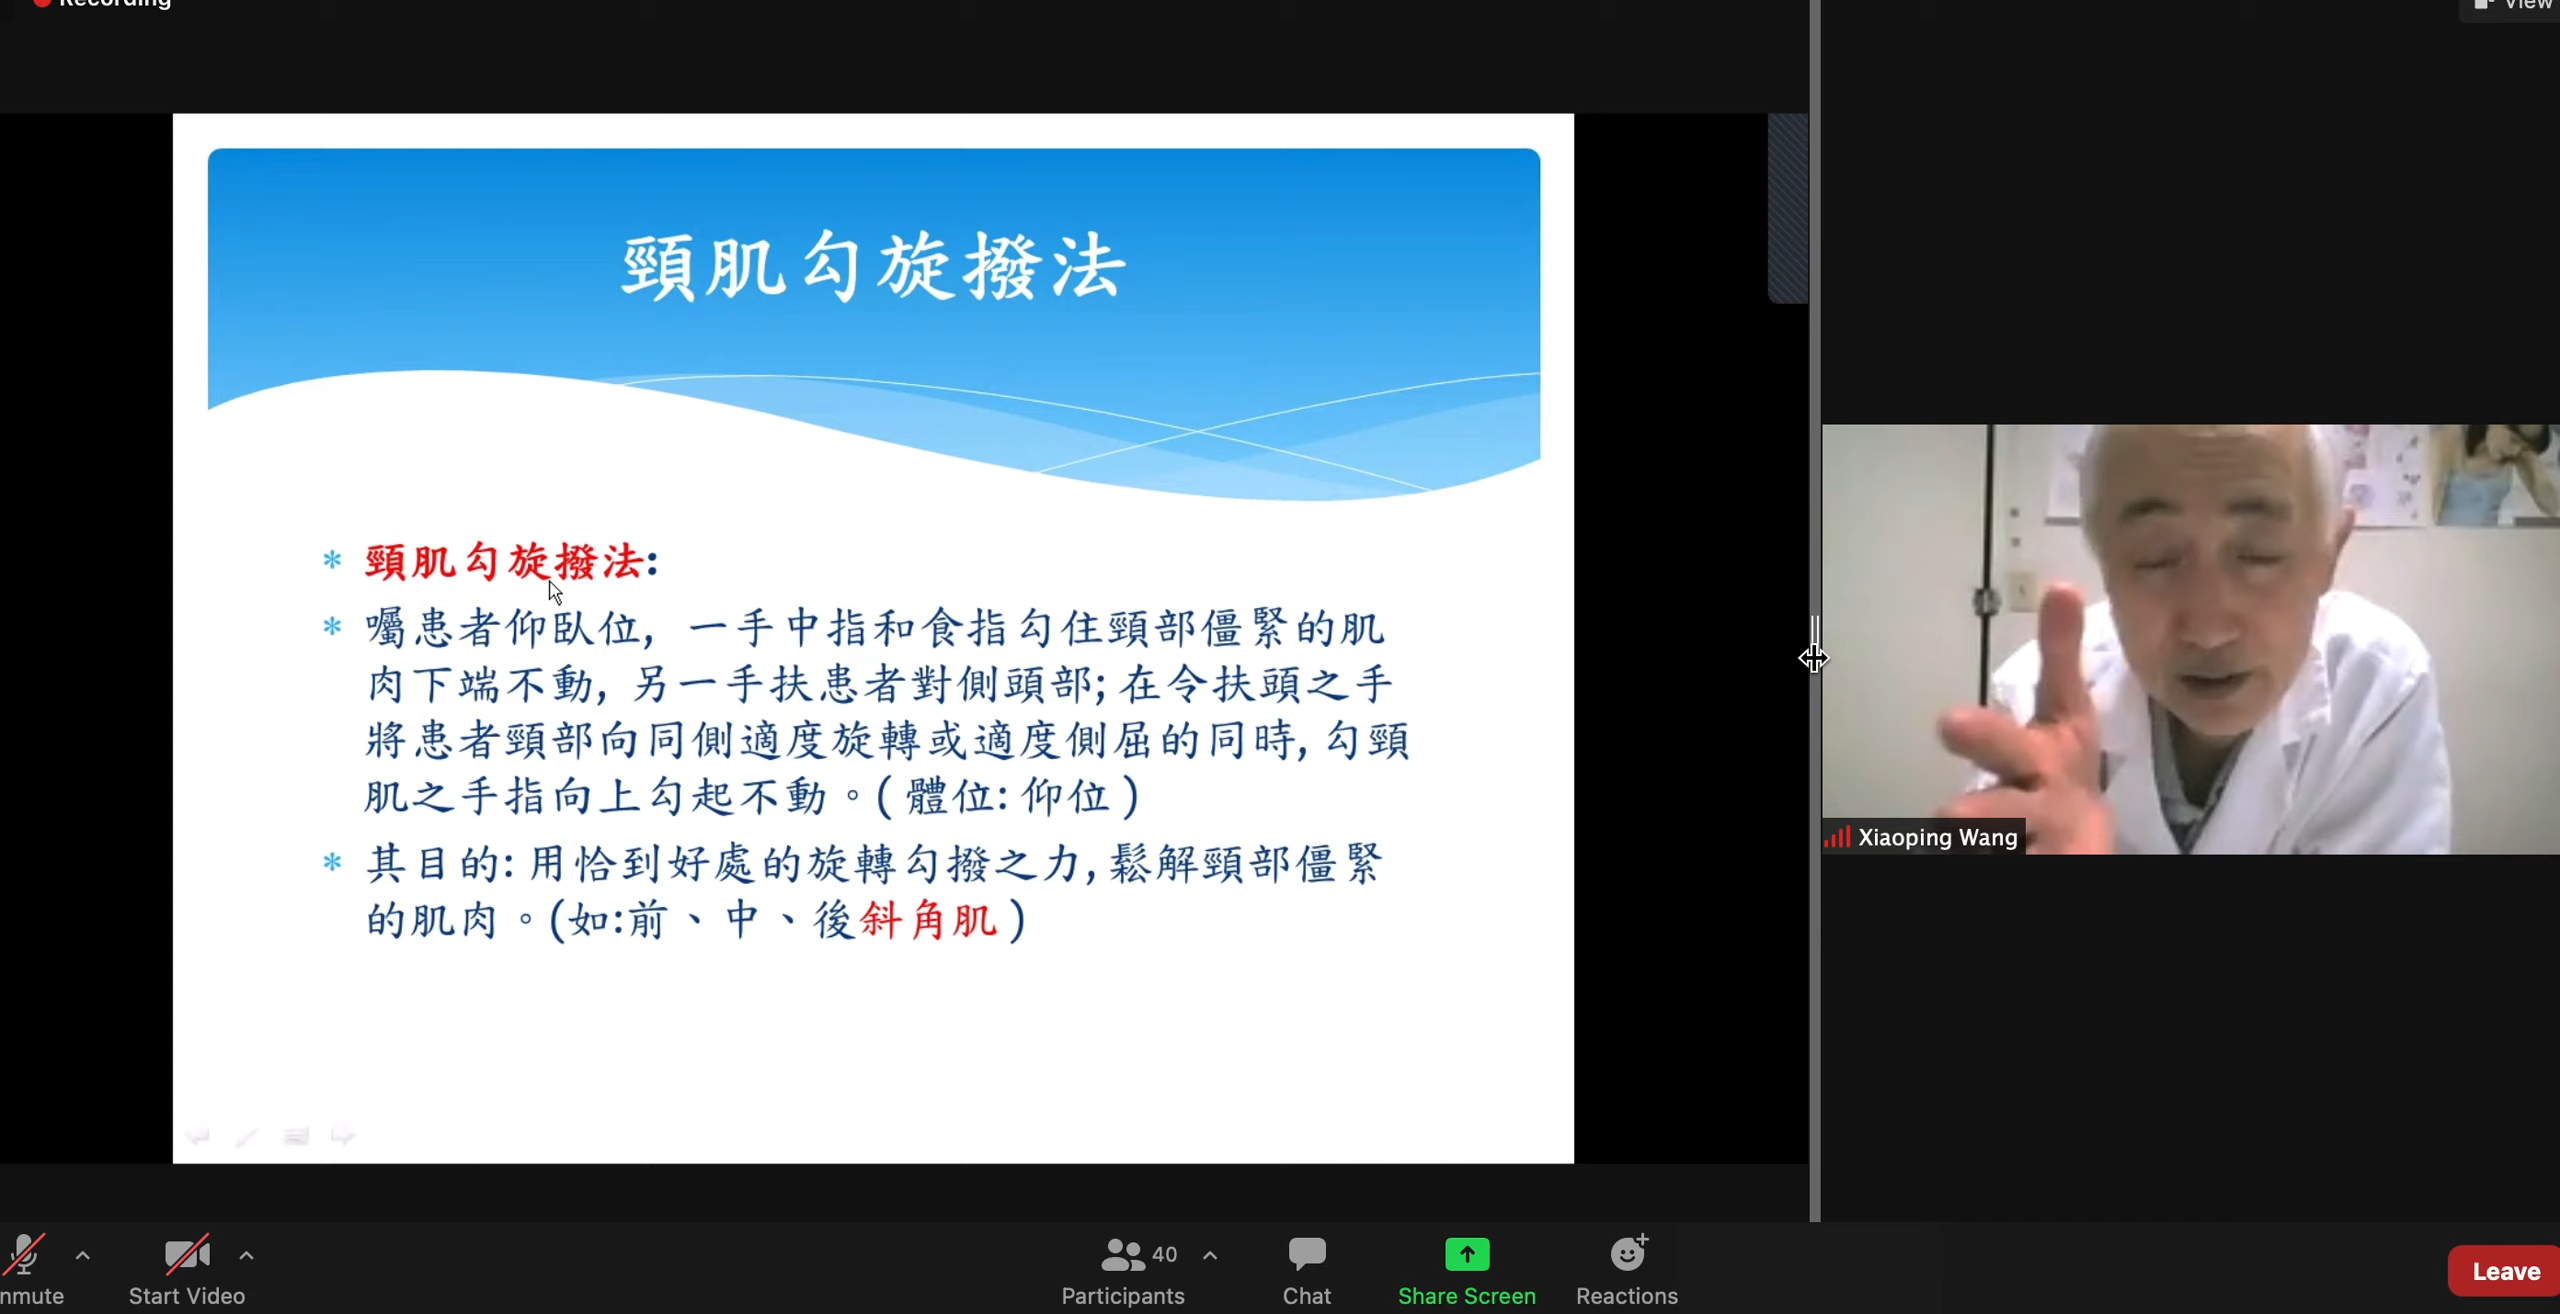 Recording
View
頸肌勾旋撥法
* 頸肌勾旋撥法:
* 囑患者仰臥位, 一手中指和食指勾住頸部僵緊的肌
肉下端不動, 另一手扶患者對側頭部; 在令扶頭之手
將患者頸部向同側適度旋轉或適度側屈的同時, 勾頸
肌之手指向上勾起不動。( 體位: 仰位 )
* 其目的: 用恰到好處的旋轉勾撥之力, 鬆解頸部僵緊
的肌肉。(如:前、中、後斜角肌 )
Xiaoping Wang
nmute
Start Video
40
Participants
Chat
Share Screen
Reactions
Leave